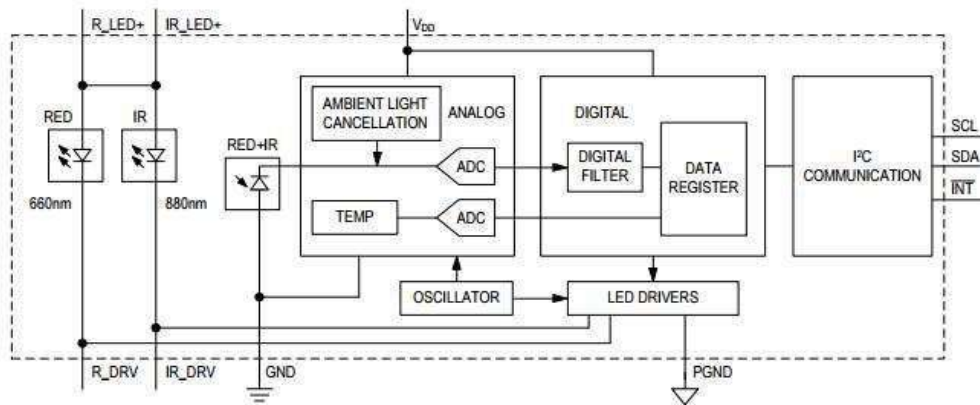 R_LED+ IR_LED+ VDD
RED IR
660nm 880nm
RED+IR
AMBIENT LIGHT
CANCELLATION
ANALOG
ADC
TEMP
ADC
DIGITAL
DIGITAL
FILTER
DATA
REGISTER
I²C
COMMUNICATION
SCL
SDA
INT
OSCILLATOR
LED DRIVERS
R_DRV IR_DRV GND PGND